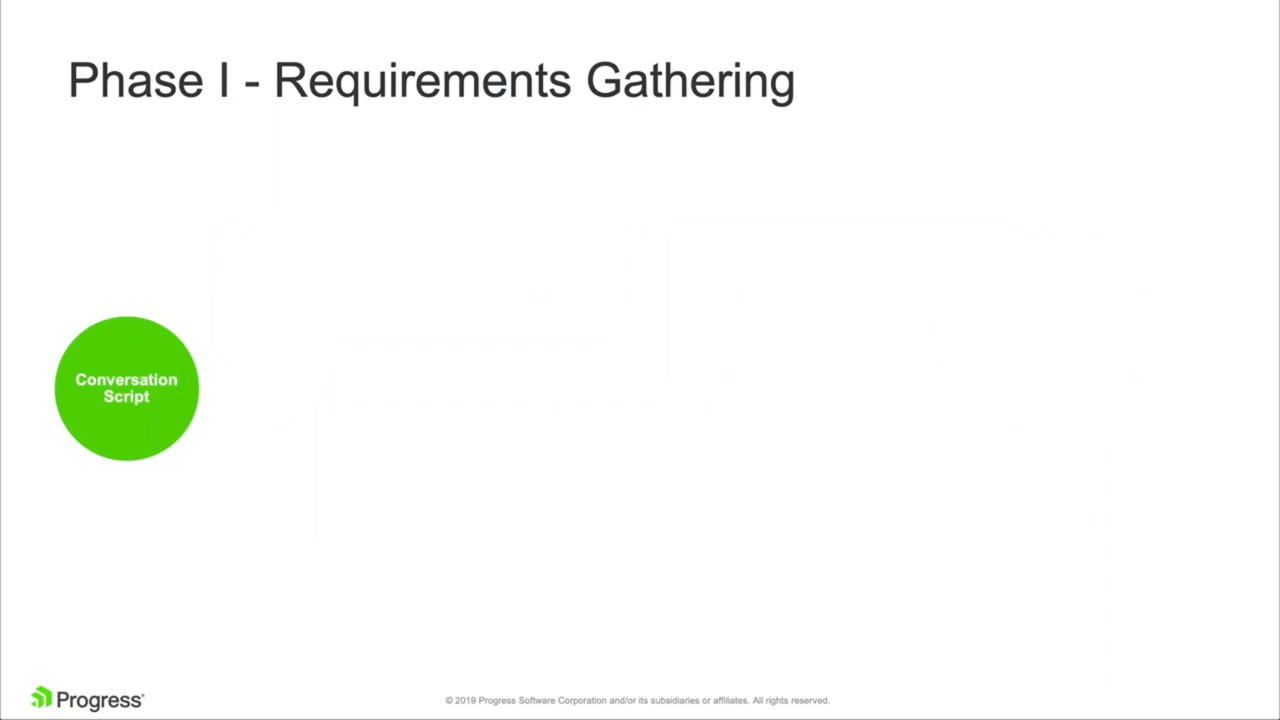 Phase I - Requirements Gathering
Conversation
Script
Progress®
© 2019 Progress Software Corporation and/or its subsidiaries or affiliates. All rights reserved.